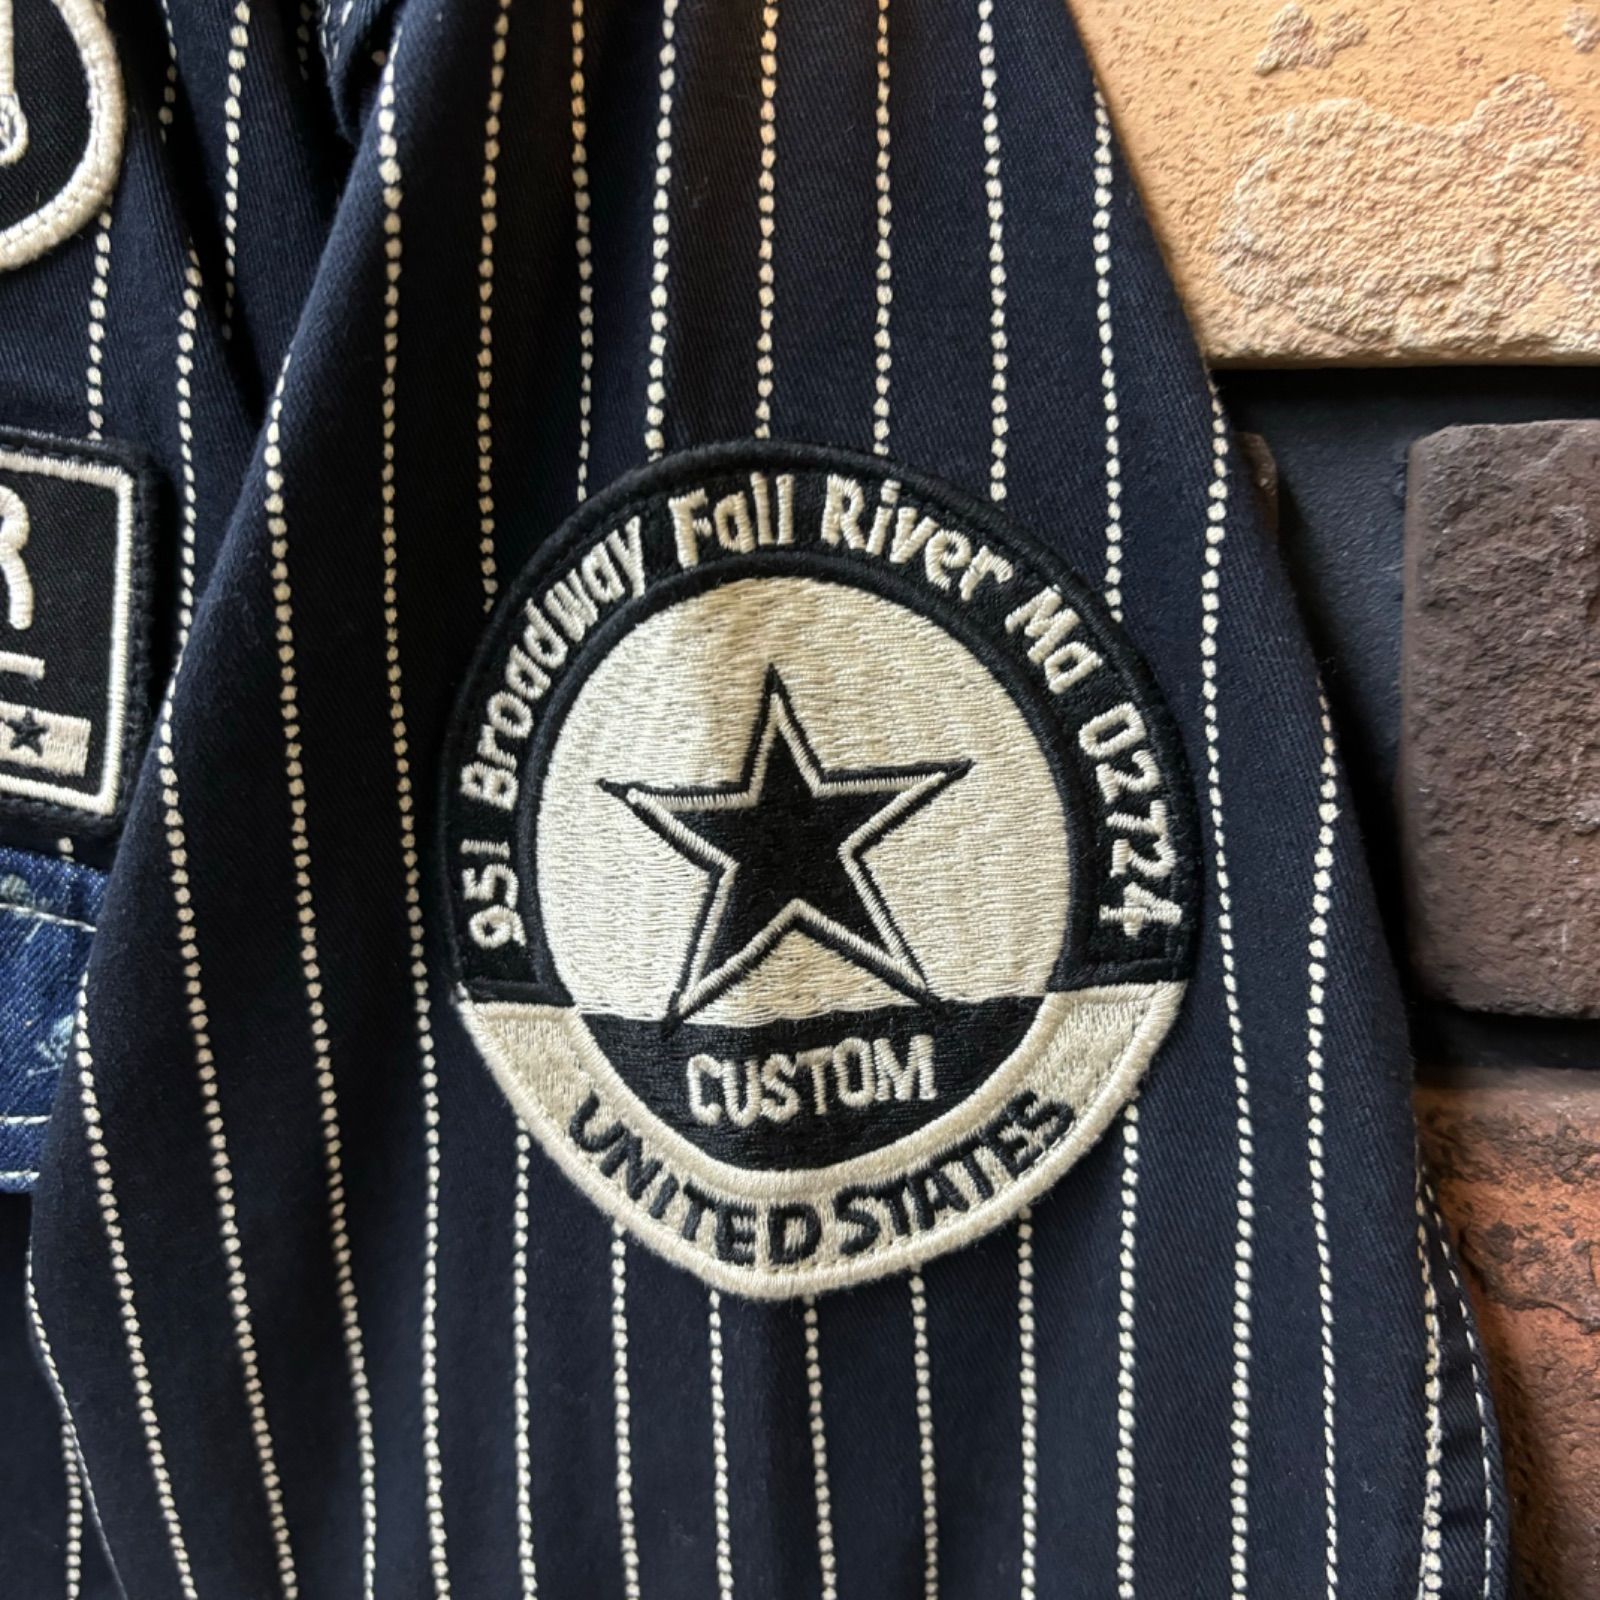 951 Broadway Fall River Ma 02724
CUSTOM
UNITED STATES
R